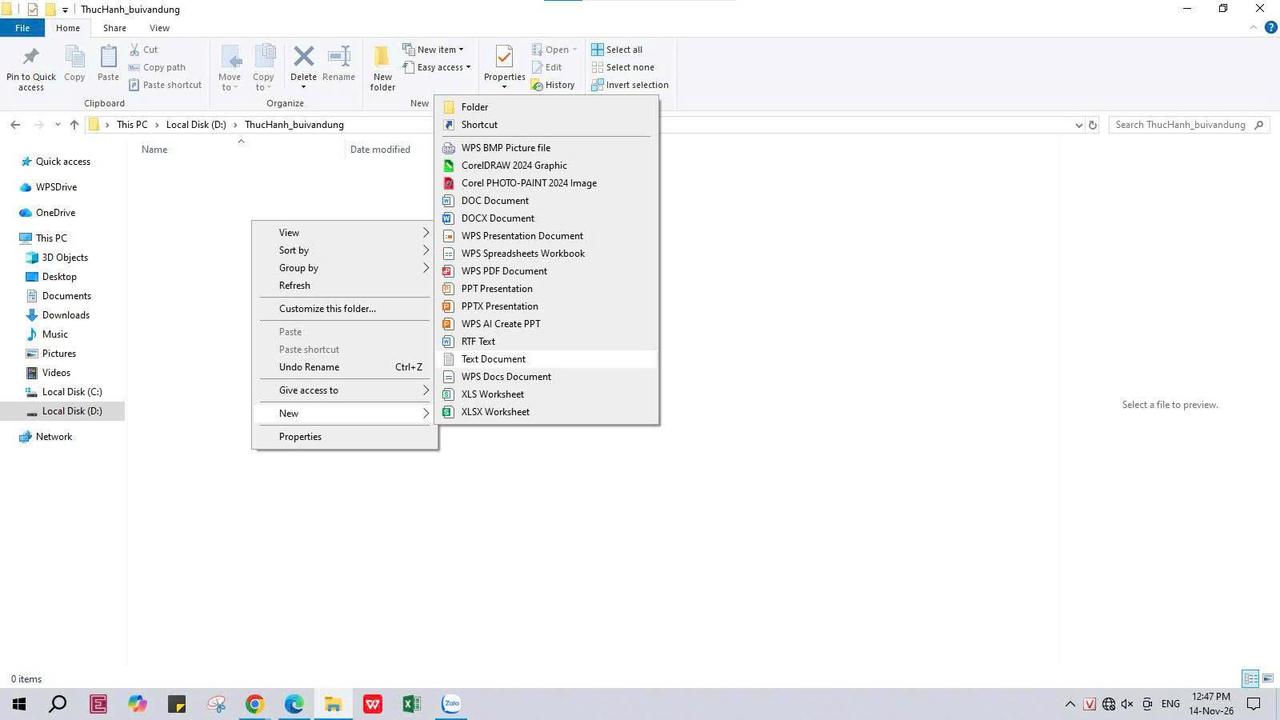 ThucHanh_buivandung
File Home Share View
Pin to Quick access
Copy
Paste
Cut
Copy path
Paste shortcut
Clipboard
Move to
Copy to
Delete
Rename
Organize
New folder
New item
Easy access
New
Properties
Open
Edit
History
Select all
Select none
Invert selection
This PC > Local Disk (D:) > ThucHanh_buivandung
Search ThucHanh_buivandung
Name Date modified
Quick access
WPSDrive
OneDrive
This PC
3D Objects
Desktop
Documents
Downloads
Music
Pictures
Videos
Local Disk (C:)
Local Disk (D:)
Network
View
Sort by
Group by
Refresh
Customize this folder...
Paste
Paste shortcut
Undo Rename Ctrl+Z
Give access to
New
Properties
Folder
Shortcut
WPS BMP Picture file
CorelDRAW 2024 Graphic
Corel PHOTO-PAINT 2024 Image
DOC Document
DOCX Document
WPS Presentation Document
WPS Spreadsheets Workbook
WPS PDF Document
PPT Presentation
PPTX Presentation
WPS AI Create PPT
RTF Text
Text Document
WPS Docs Document
XLS Worksheet
XLSX Worksheet
Select a file to preview.
0 items
Zalo
ENG
12:47 PM
14-Nov-26